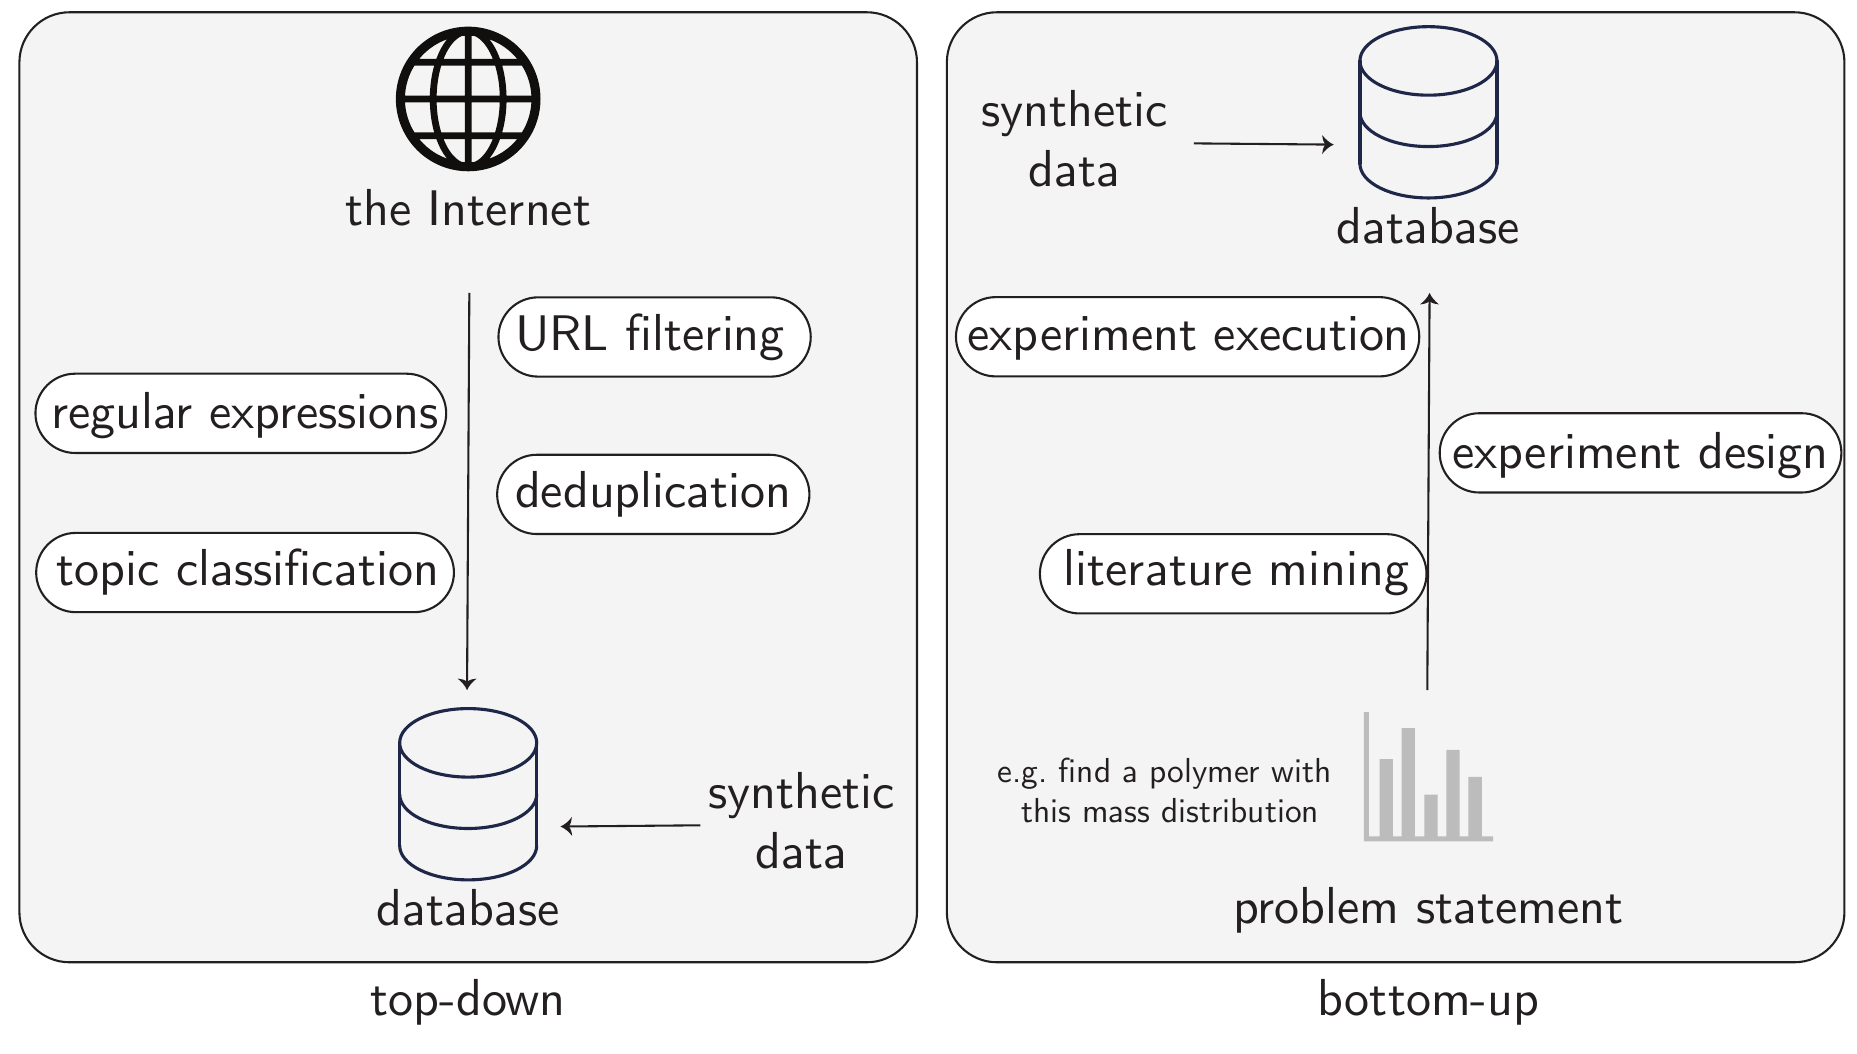 the Internet
URL filtering
regular expressions
deduplication
topic classification
synthetic
data
database
top-down
synthetic
data
database
experiment execution
experiment design
literature mining
e.g. find a polymer with
this mass distribution
problem statement
bottom-up